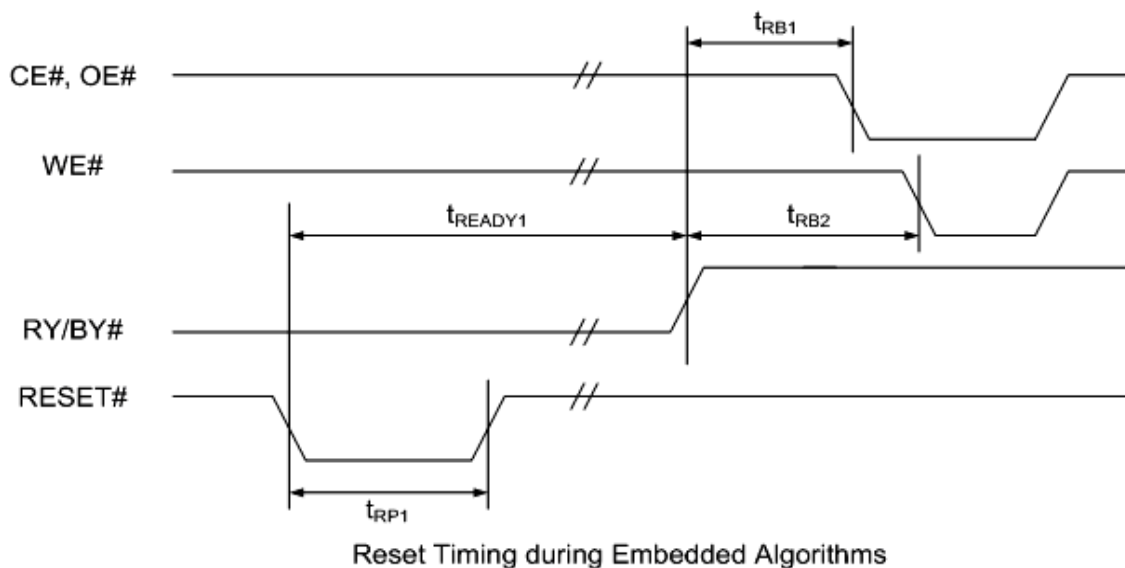 tRB1
CE#, OE#
WE#
tREADY1
tRB2
RY/BY#
RESET#
tRP1
Reset Timing during Embedded Algorithms